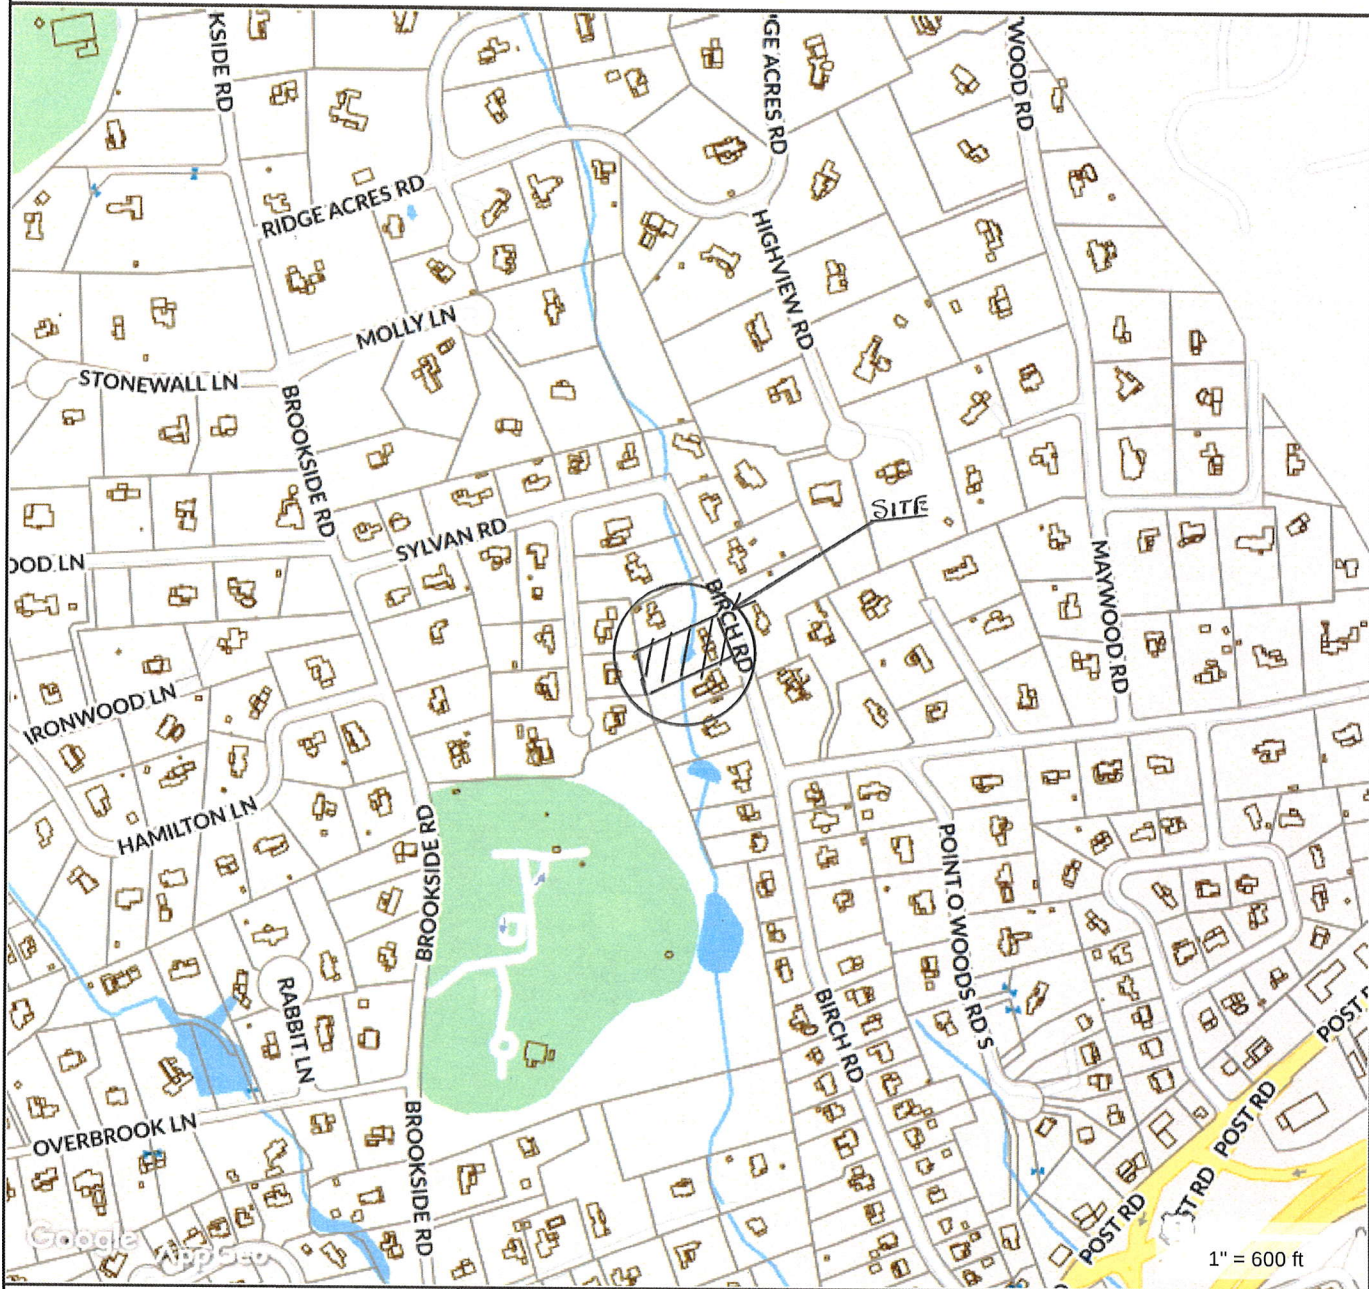 KSIDE RD
GE ACRES RD
WOOD RD
RIDGE ACRES RD
HIGHVIEW RD
MOLLY LN
STONEWALL LN
BROOKSIDE RD
SITE
SYLVAN RD
OOD LN
MAYWOOD RD
BIRCH RD
IRONWOOD LN
HAMILTON LN
BROOKSIDE RD
POINT O WOODS RD S
RABBIT LN
BIRCH RD
POST R
POST RD
OVERBROOK LN
BROOKSIDE RD
ST RD
POST RD
Google
AppGeo
1" = 600 ft